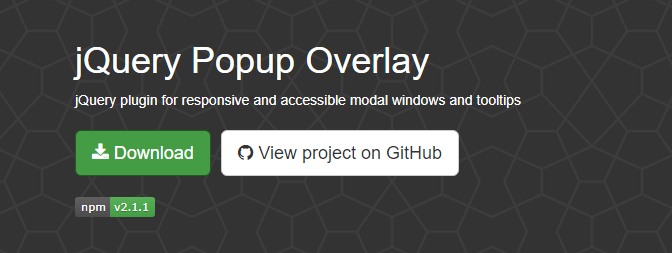 jQuery Popup Overlay
jQuery plugin for responsive and accessible modal windows and tooltips
Download View project on GitHub
npm v2.1.1